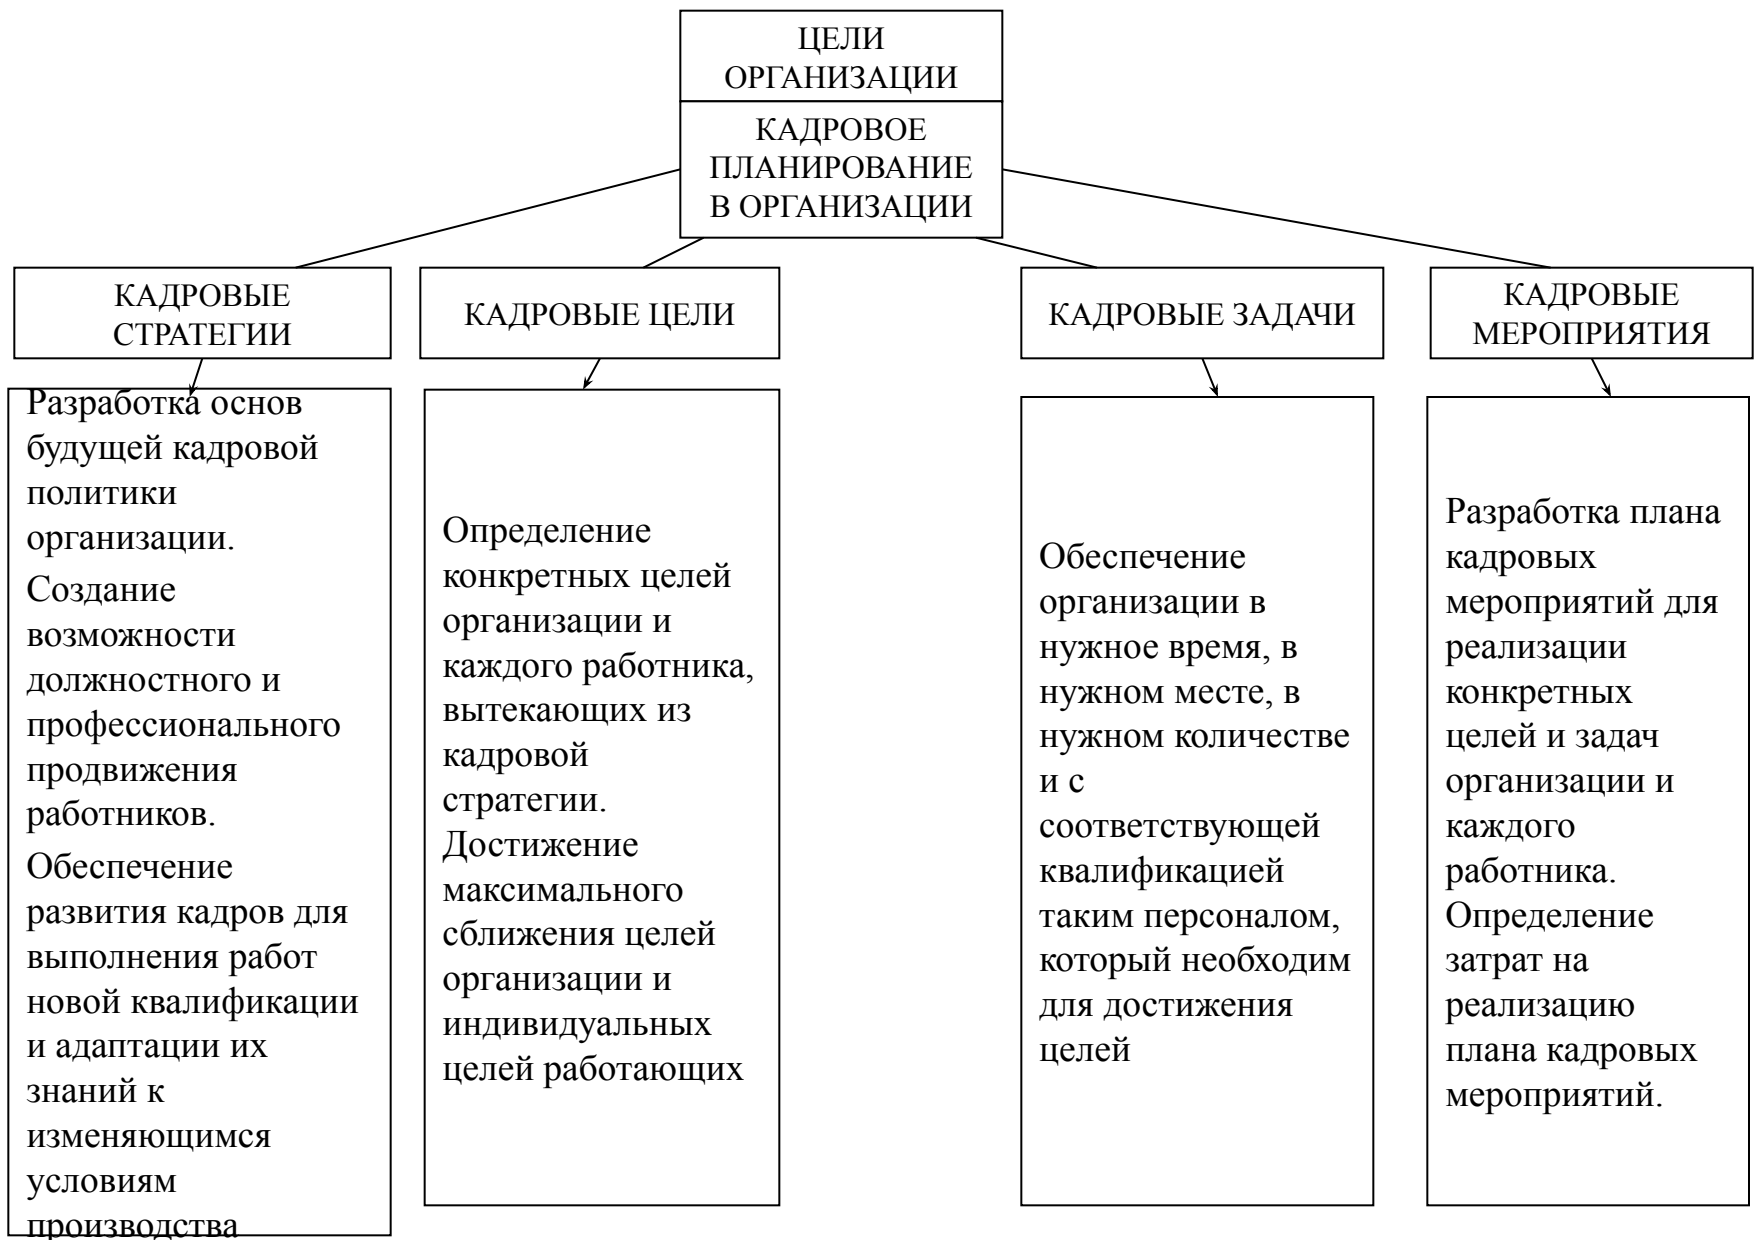 ЦЕЛИ
ОРГАНИЗАЦИИ
КАДРОВОЕ
ПЛАНИРОВАНИЕ
В ОРГАНИЗАЦИИ
КАДРОВЫЕ
СТРАТЕГИИ
КАДРОВЫЕ ЦЕЛИ
КАДРОВЫЕ ЗАДАЧИ
КАДРОВЫЕ
МЕРОПРИЯТИЯ
Разработка основ
будущей кадровой
политики
организации.
Создание
возможности
должностного и
профессионального
продвижения
работников.
Обеспечение
развития кадров для
выполнения работ
новой квалификации
и адаптации их
знаний к
изменяющимся
условиям
производства
Определение
конкретных целей
организации и
каждого работника,
вытекающих из
кадровой
стратегии.
Достижение
максимального
сближения целей
организации и
индивидуальных
целей работающих
Обеспечение
организации в
нужное время, в
нужном месте, в
нужном количестве
и с
соответствующей
квалификацией
таким персоналом,
который необходим
для достижения
целей
Разработка плана
кадровых
мероприятий для
реализации
конкретных
целей и задач
организации и
каждого
работника.
Определение
затрат на
реализацию
плана кадровых
мероприятий.